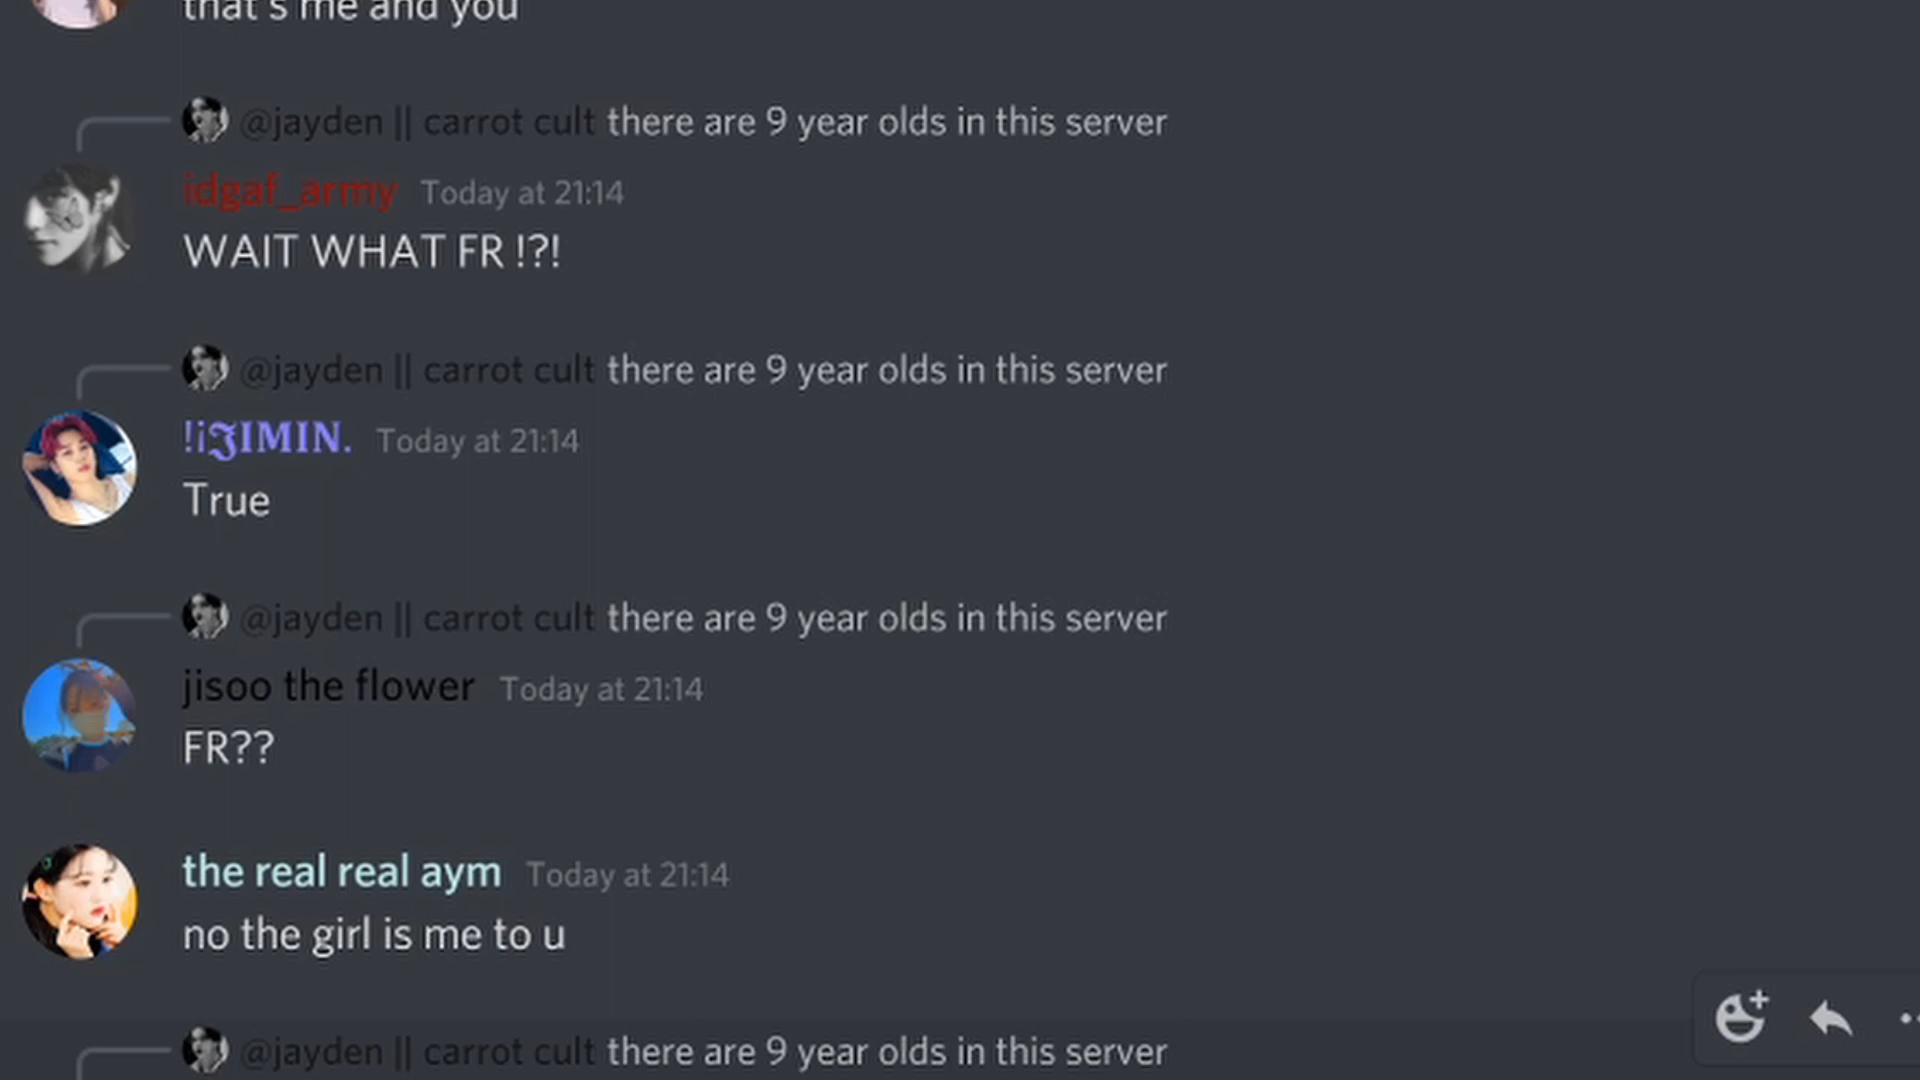 that's me and you
@jayden || carrot cult there are 9 year olds in this server
idgaf_army Today at 21:14
WAIT WHAT FR !?!
@jayden || carrot cult there are 9 year olds in this server
!¡𝕵𝐈𝐌𝐈𝐍. Today at 21:14
True
@jayden || carrot cult there are 9 year olds in this server
jisoo the flower Today at 21:14
FR??
the real real aym Today at 21:14
no the girl is me to u
@jayden || carrot cult there are 9 year olds in this server